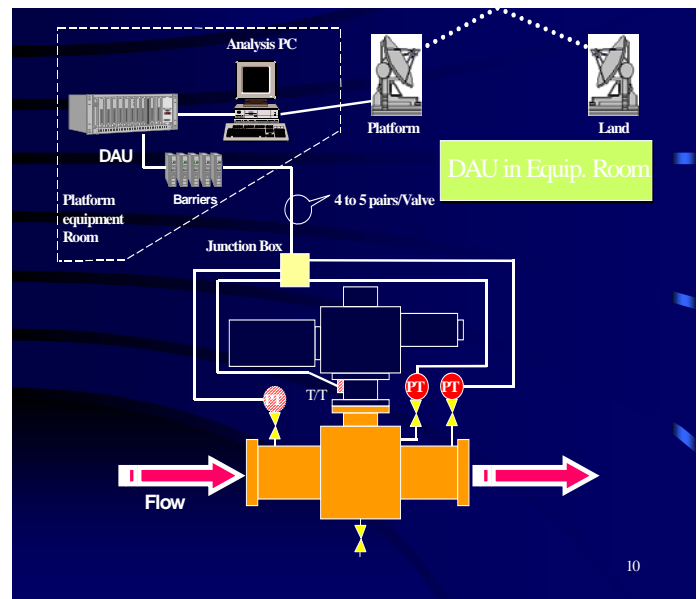 Analysis PC
Platform
Land
DAU
DAU in Equip. Room
Barriers
Platform
equipment
Room
4 to 5 pairs/Valve
Junction Box
T/T
PT
PT
PT
Flow
10